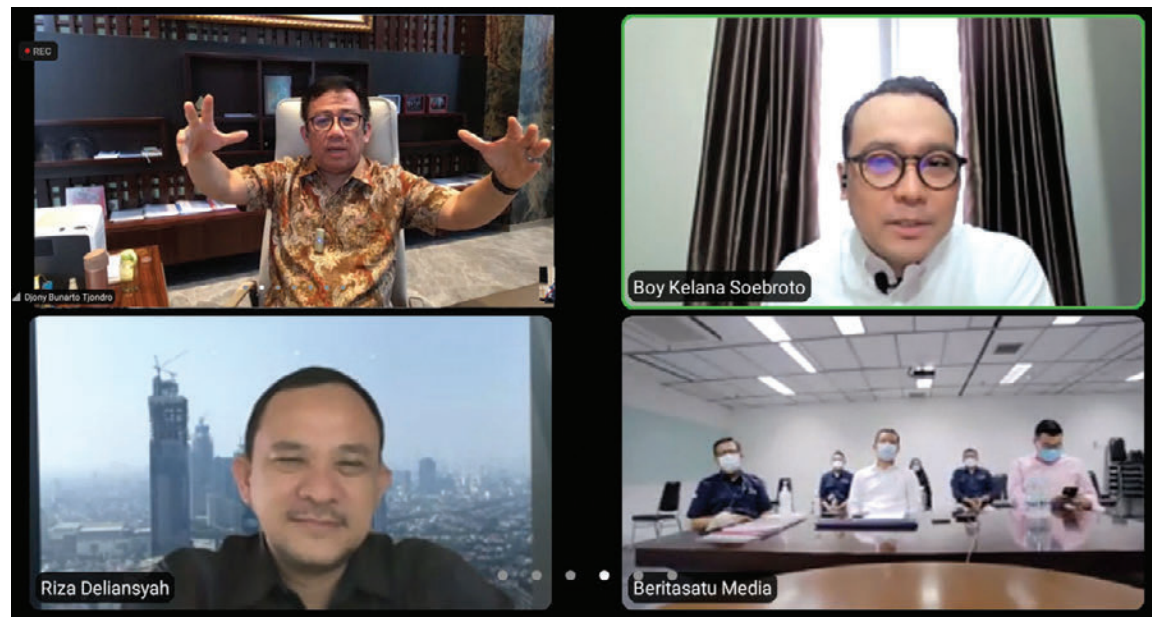 REC
Djony Bunarto Tjondro
Boy Kelana Soebroto
Riza Deliansyah
Beritasatu Media